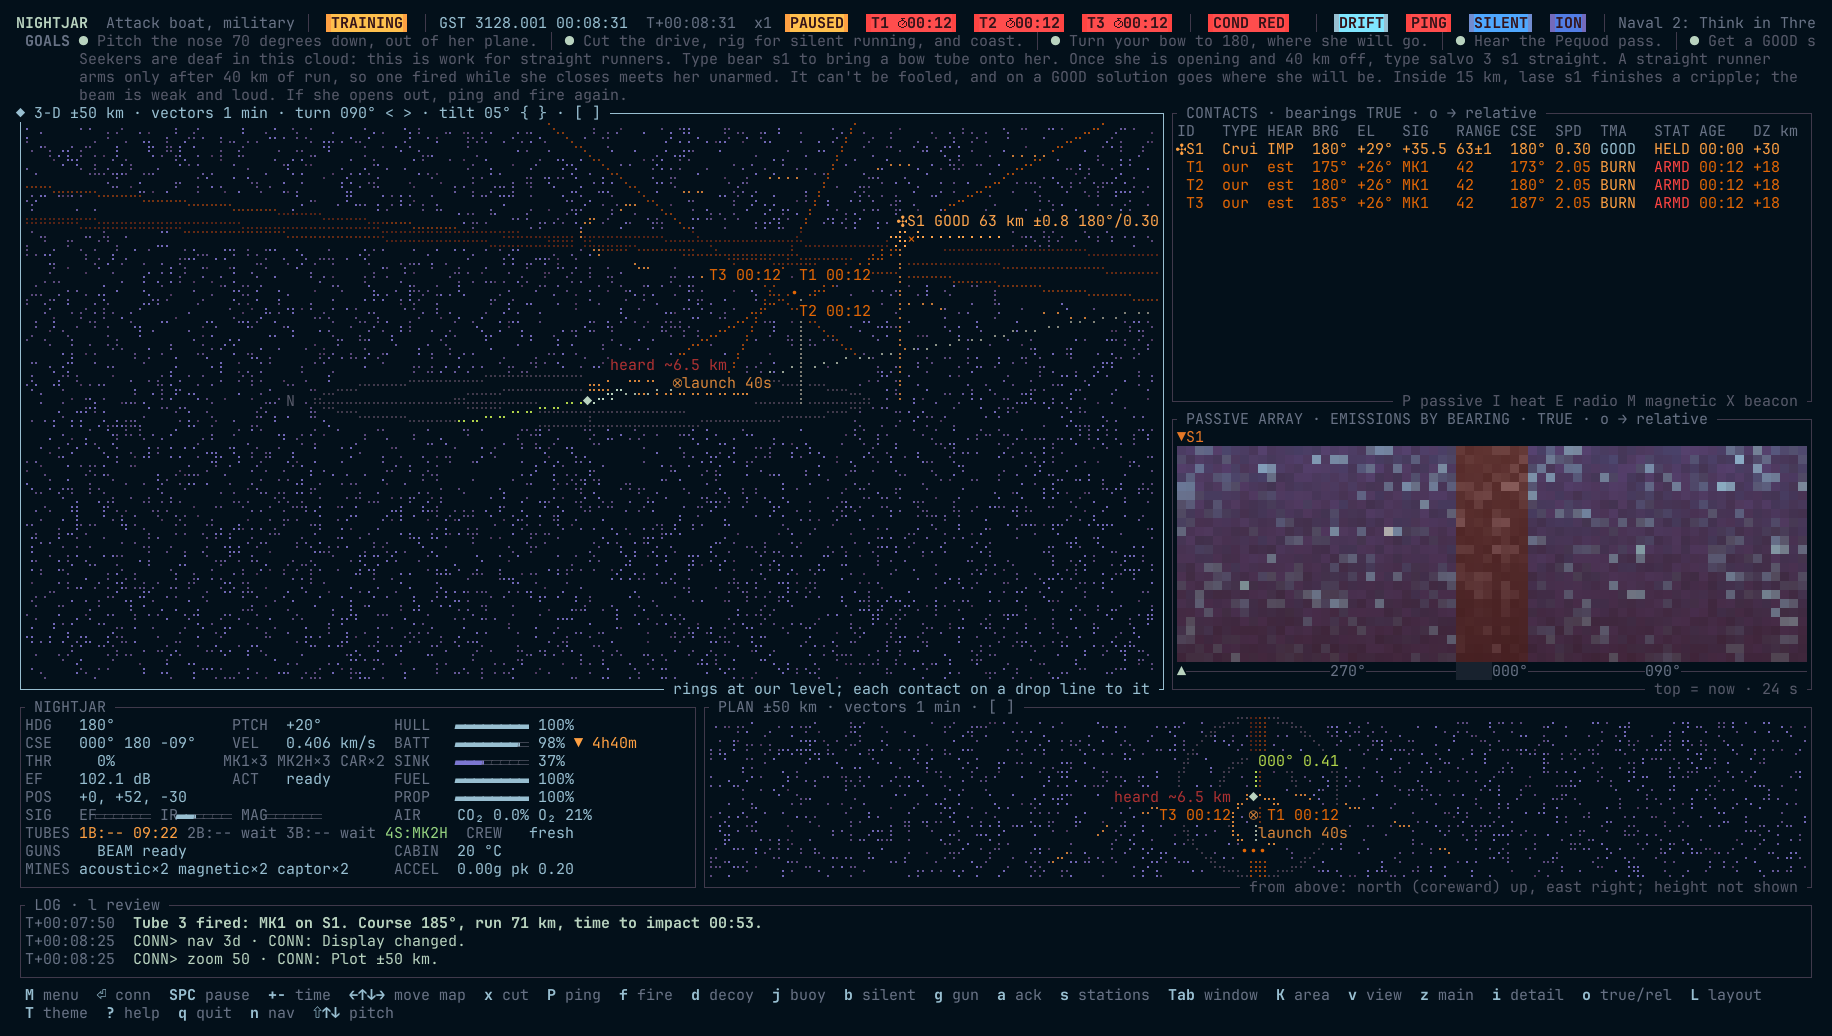 NIGHTJAR Attack boat, military TRAINING GST 3128.001 00:08:31 T+00:08:31 x1 PAUSED T1 ⏱00:12 T2 ⏱00:12 T3 ⏱00:12 COND RED DRIFT PING SILENT ION Naval 2: Think in Thre
GOALS ● Pitch the nose 70 degrees down, out of her plane. ● Cut the drive, rig for silent running, and coast. ● Turn your bow to 180, where she will go. ● Hear the Pequod pass. ● Get a GOOD s
Seekers are deaf in this cloud: this is work for straight runners. Type bear s1 to bring a bow tube onto her. Once she is opening and 40 km off, type salvo 3 s1 straight. A straight runner
arms only after 40 km of run, so one fired while she closes meets her unarmed. It can't be fooled, and on a GOOD solution goes where she will be. Inside 15 km, lase s1 finishes a cripple; the
beam is weak and loud. If she opens out, ping and fire again.
◆ 3-D ±50 km · vectors 1 min · turn 090° < > · tilt 05° { } · [ ]
S1 GOOD 63 km ±0.8 180°/0.30
T3 00:12 T1 00:12
T2 00:12
heard ~6.5 km
⊗launch 40s
N
rings at our level; each contact on a drop line to it
CONTACTS · bearings TRUE · o → relative
ID TYPE HEAR BRG EL SIG RANGE CSE SPD TMA STAT AGE DZ km
S1 Crui IMP 180° +29° +35.5 63±1 180° 0.30 GOOD HELD 00:00 +30
T1 our est 175° +26° MK1 42 173° 2.05 BURN ARMD 00:12 +18
T2 our est 180° +26° MK1 42 180° 2.05 BURN ARMD 00:12 +18
T3 our est 185° +26° MK1 42 187° 2.05 BURN ARMD 00:12 +18
P passive I heat E radio M magnetic X beacon
PASSIVE ARRAY · EMISSIONS BY BEARING · TRUE · o → relative
▼S1
▲ 270° 000° 090°
top = now · 24 s
NIGHTJAR
HDG 180° PTCH +20° HULL 100%
CSE 000° 180 -09° VEL 0.406 km/s BATT 98% ▼ 4h40m
THR 0% MK1×3 MK2H×3 CAR×2 SINK 37%
EF 102.1 dB ACT ready FUEL 100%
POS +0, +52, -30 PROP 100%
SIG EF IR MAG AIR CO₂ 0.0% O₂ 21%
TUBES 1B:-- 09:22 2B:-- wait 3B:-- wait 4S:MK2H CREW fresh
GUNS BEAM ready CABIN 20 °C
MINES acoustic×2 magnetic×2 captor×2 ACCEL 0.00g pk 0.20
PLAN ±50 km · vectors 1 min · [ ]
000° 0.41
heard ~6.5 km
T3 00:12 ⊗ T1 00:12
launch 40s
from above: north (coreward) up, east right; height not shown
LOG · l review
T+00:07:50 Tube 3 fired: MK1 on S1. Course 185°, run 71 km, time to impact 00:53.
T+00:08:25 CONN> nav 3d · CONN: Display changed.
T+00:08:25 CONN> zoom 50 · CONN: Plot ±50 km.
M menu ⏎ conn SPC pause +- time ←↑↓→ move map x cut P ping f fire d decoy j buoy b silent g gun a ack s stations Tab window K area v view z main i detail o true/rel L layout
T theme ? help q quit n nav ⇧↑↓ pitch